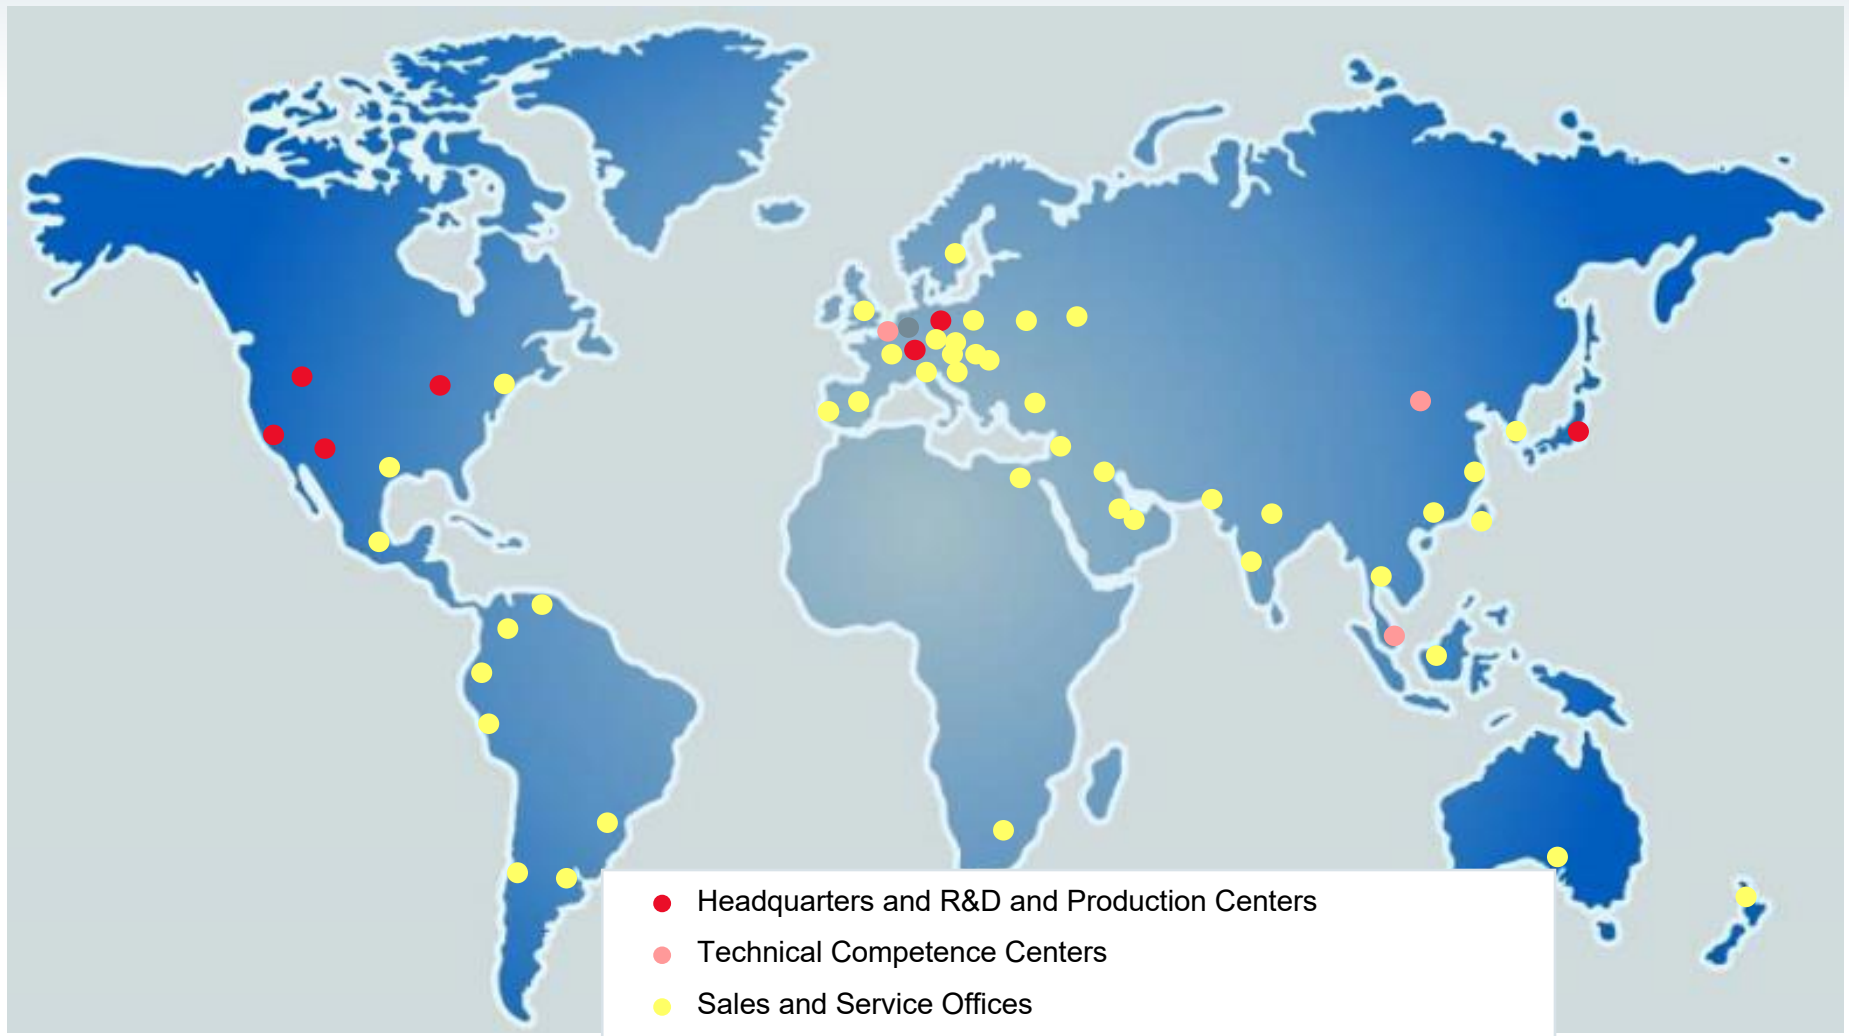 Headquarters and R&D and Production Centers
Technical Competence Centers
Sales and Service Offices